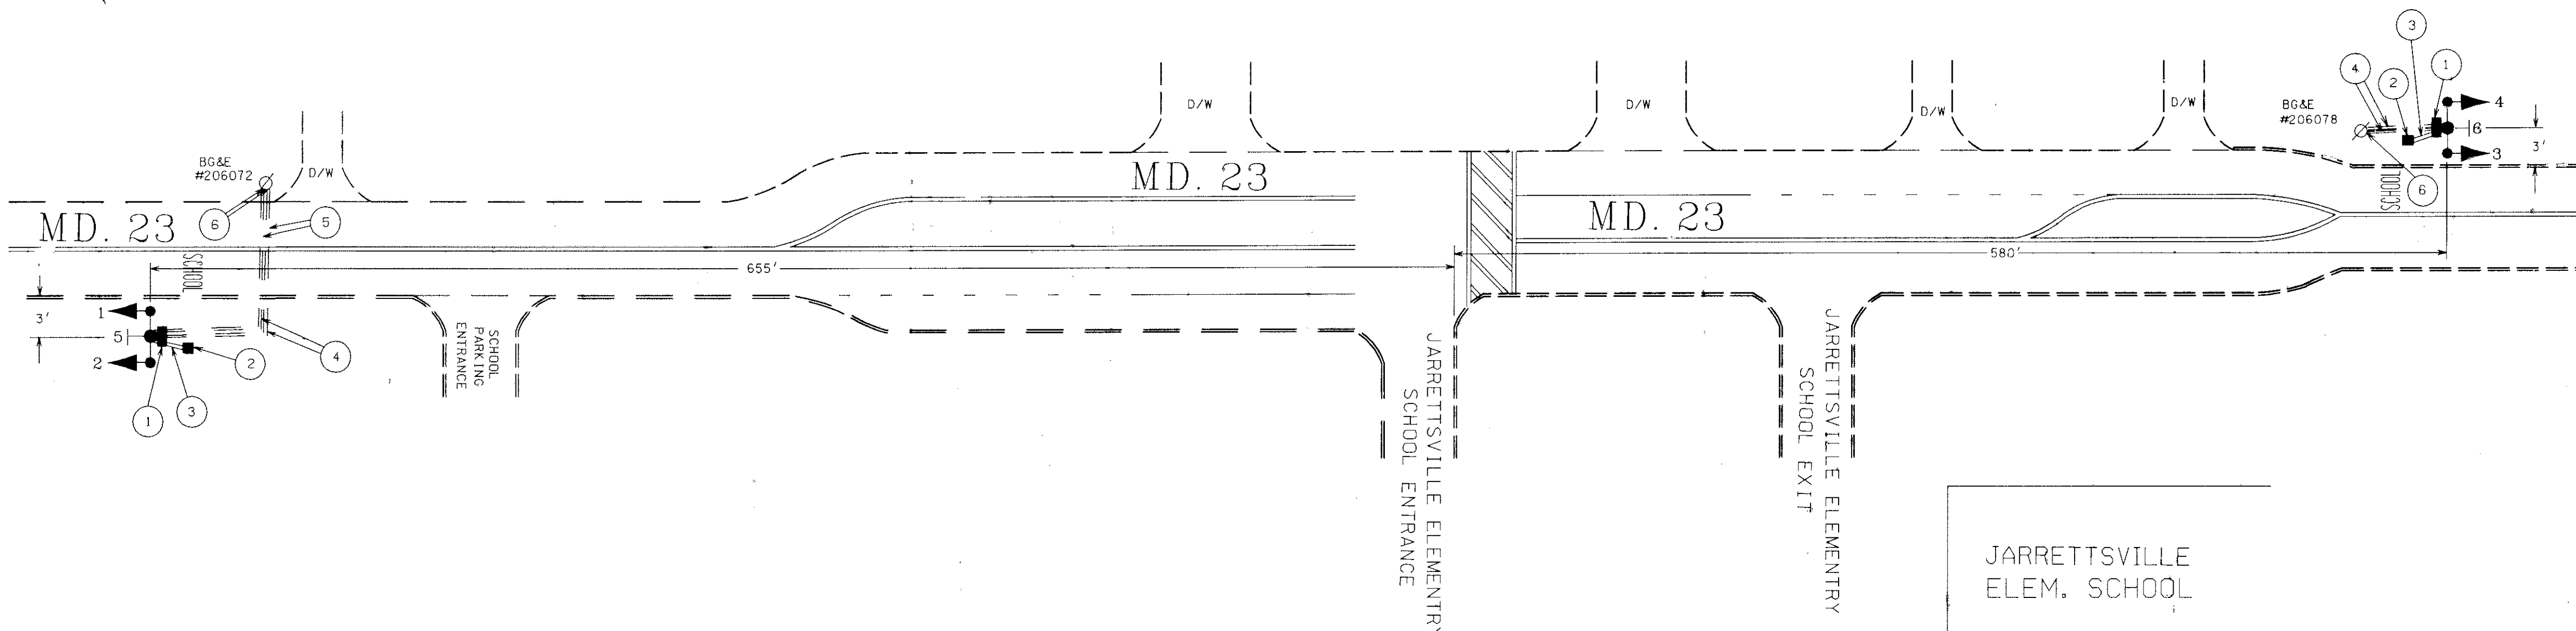 BG&E
#206072
D/W
6
5
MD. 23
SCHOOL
3'
1
5
2
1
3
2
4
SCHOOL
PARKING
ENTRANCE
655'
D/W
MD. 23
JARRETTSVILLE ELEMENTRY
SCHOOL ENTRANCE
D/W
MD. 23
580'
D/W
D/W
JARRETTSVILLE ELEMENTRY
SCHOOL EXIT
BG&E
#206078
4
2
3
1
4
6
3
3'
6
SCHOOL
JARRETTSVILLE
ELEM. SCHOOL